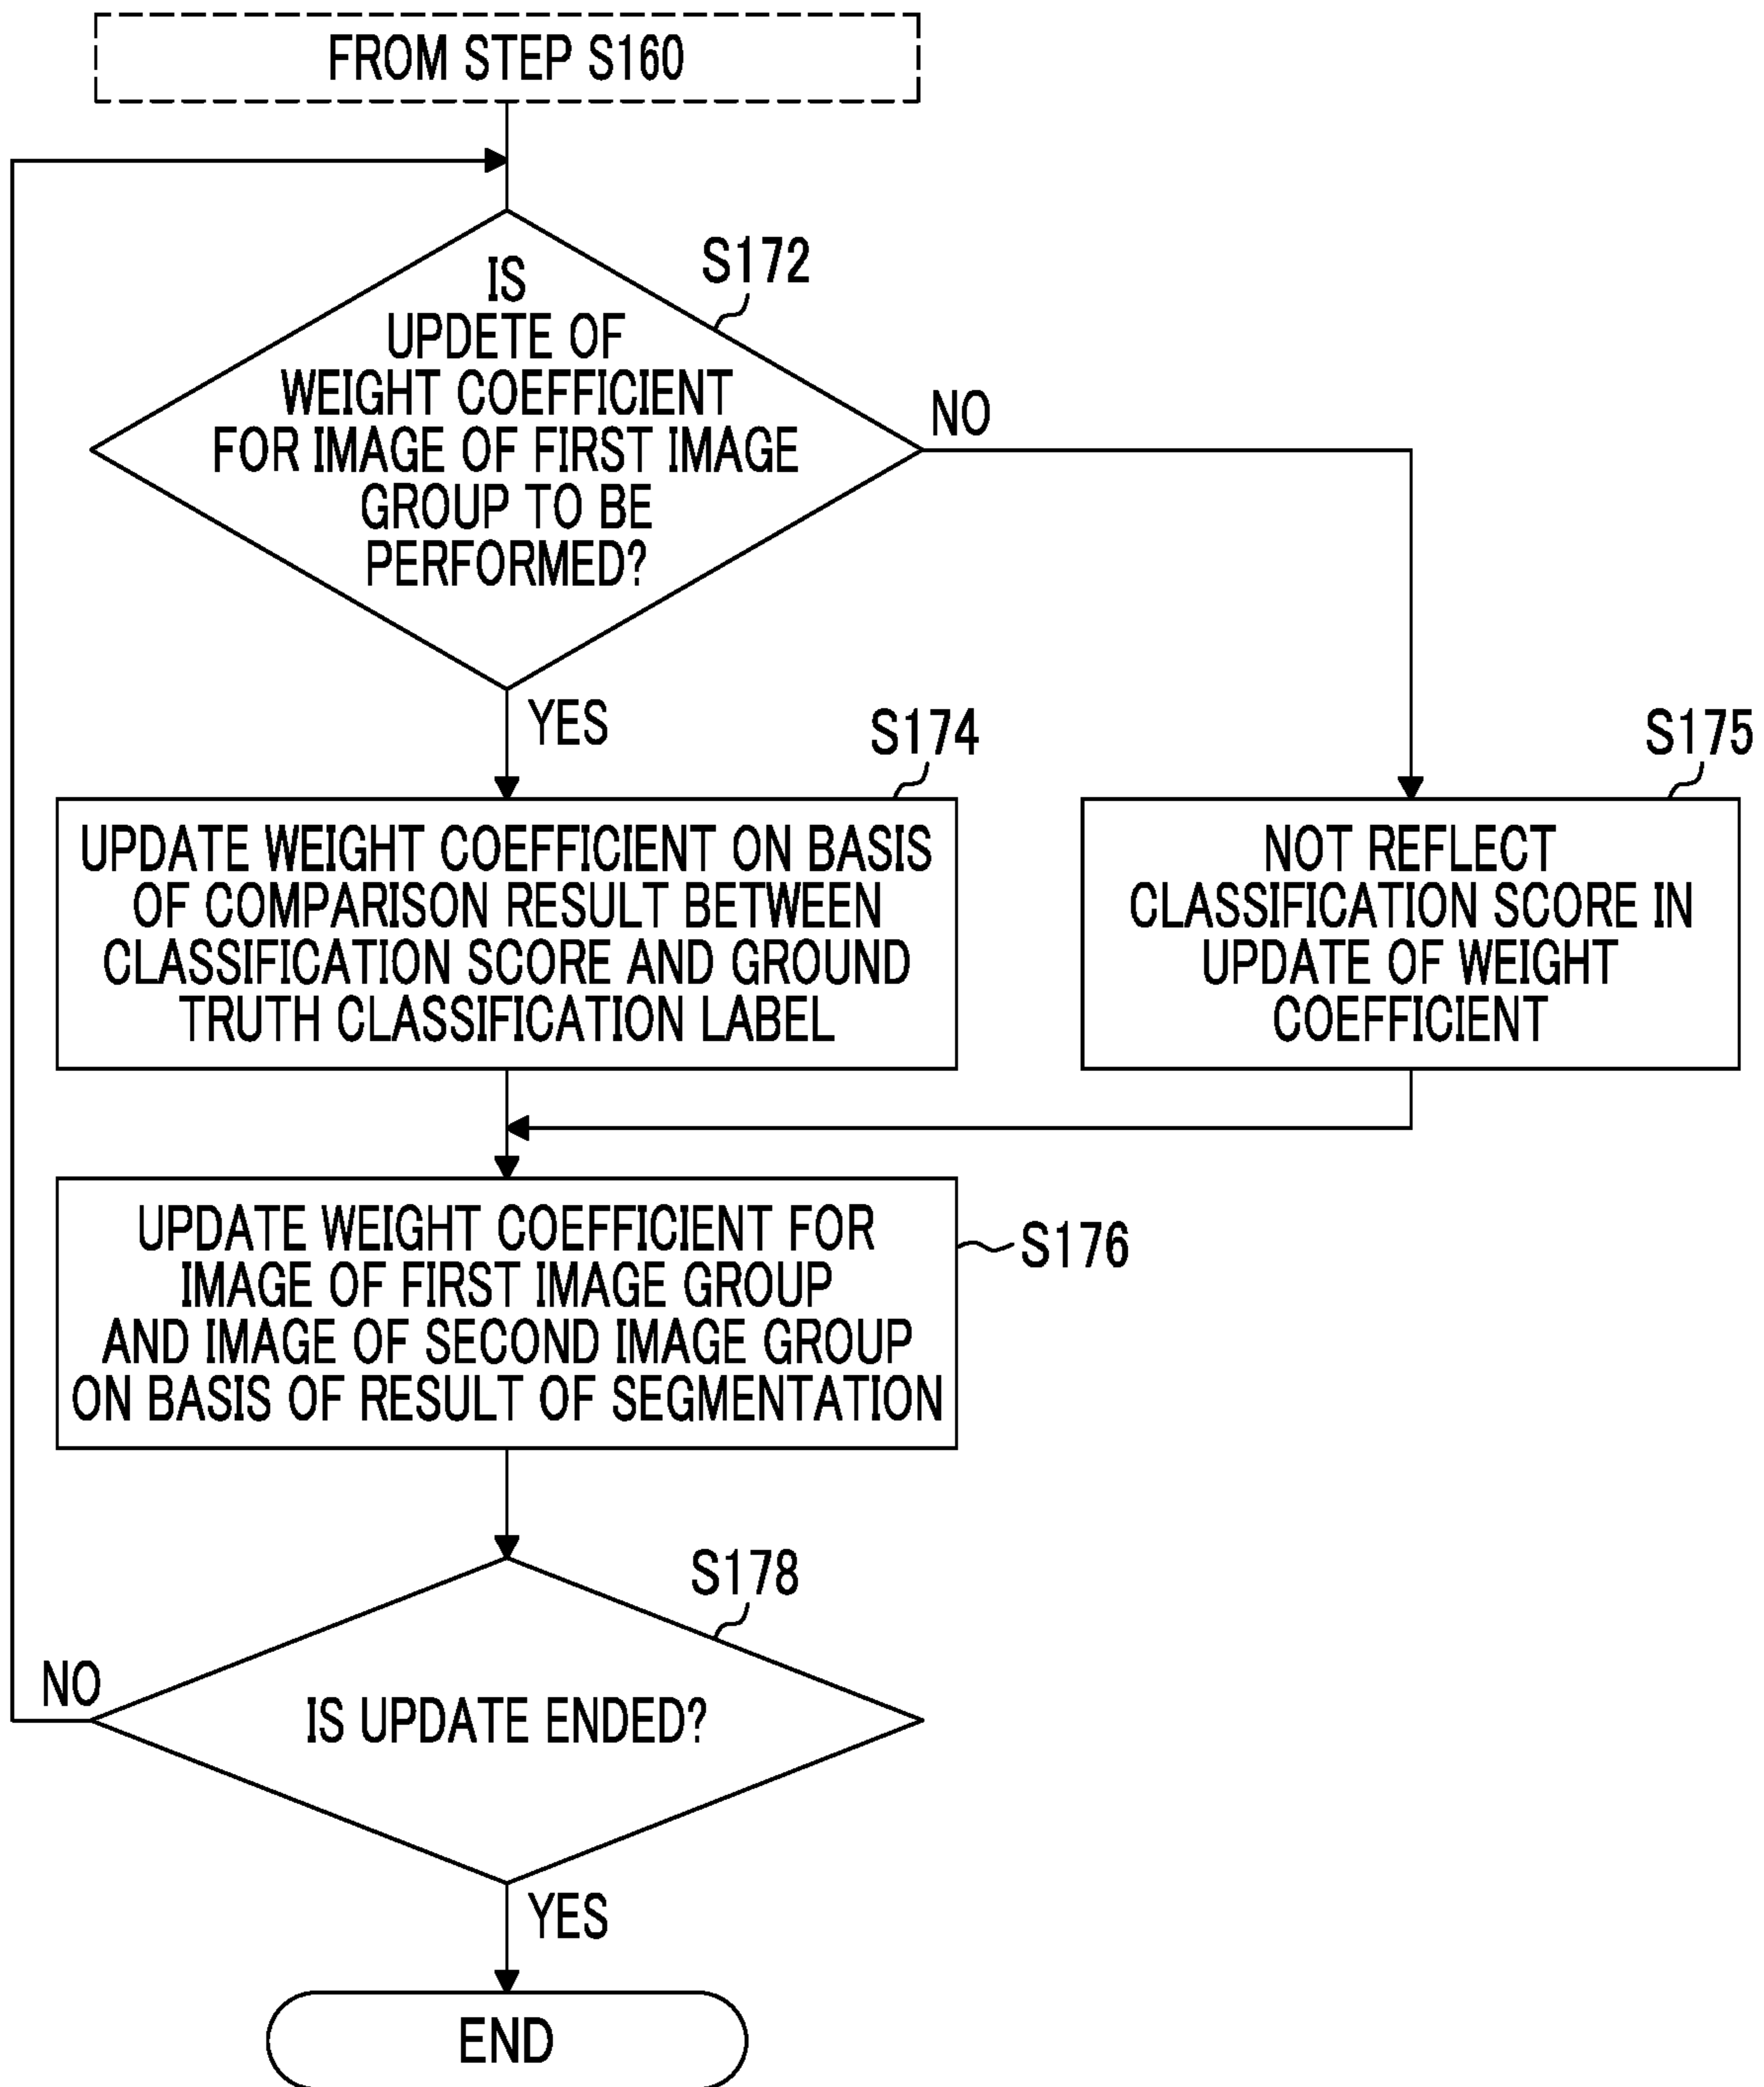 FROM STEP S160
S172
IS
UPDETE OF
WEIGHT COEFFICIENT
FOR IMAGE OF FIRST IMAGE
GROUP TO BE
PERFORMED?
NO
YES
S174
UPDATE WEIGHT COEFFICIENT ON BASIS
OF COMPARISON RESULT BETWEEN
CLASSIFICATION SCORE AND GROUND
TRUTH CLASSIFICATION LABEL
S175
NOT REFLECT
CLASSIFICATION SCORE IN
UPDATE OF WEIGHT
COEFFICIENT
UPDATE WEIGHT COEFFICIENT FOR
IMAGE OF FIRST IMAGE GROUP
AND IMAGE OF SECOND IMAGE GROUP
ON BASIS OF RESULT OF SEGMENTATION
S176
S178
NO
IS UPDATE ENDED?
YES
END